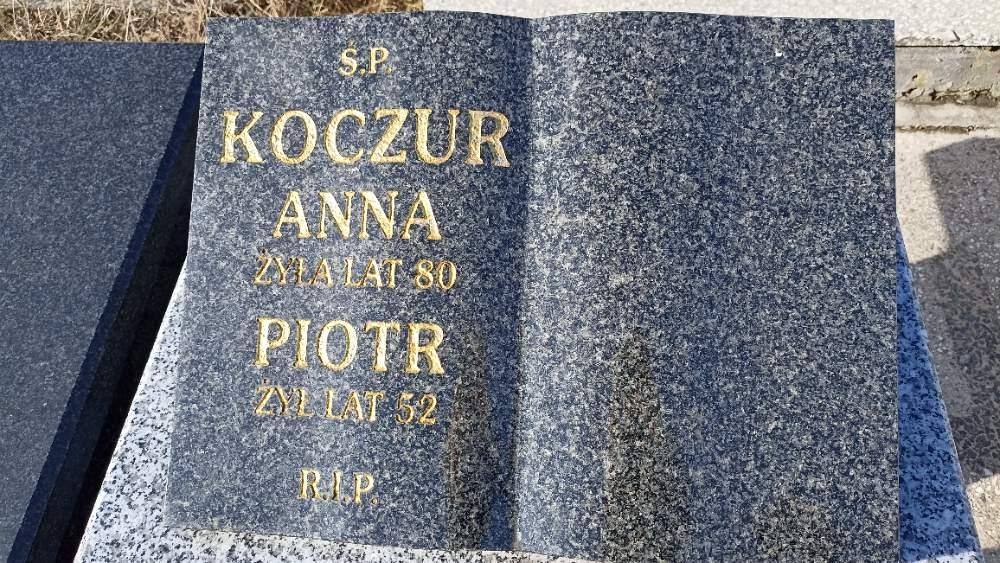 Ś.P.
KOCZUR
ANNA
ŻYŁA LAT 80
PIOTR
ŻYŁ LAT 52
R.I.P.